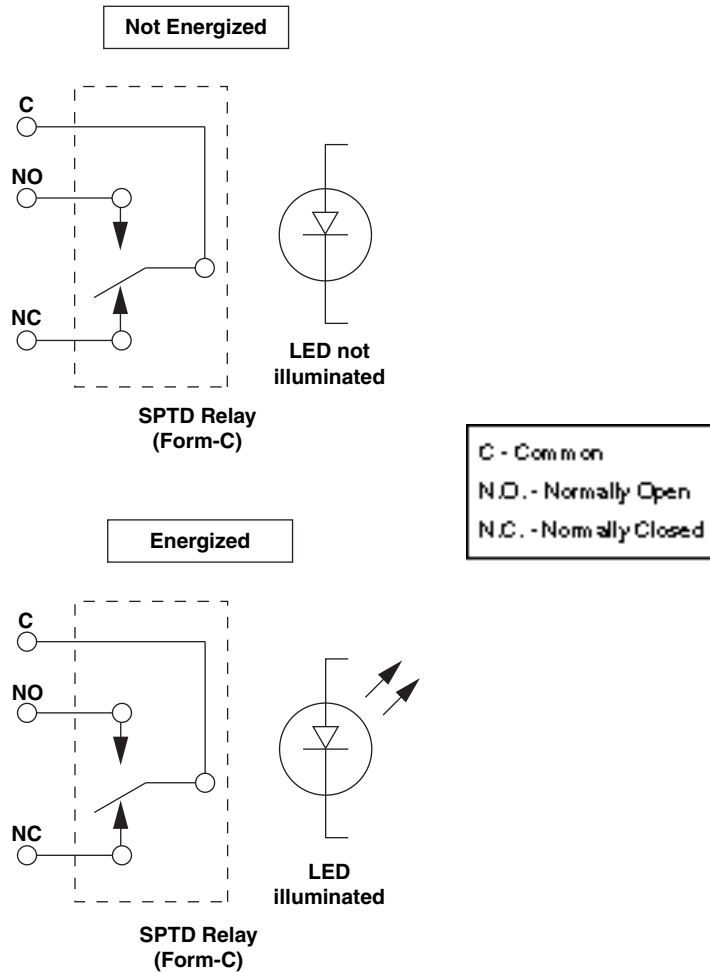 Not Energized
C
NO
NC
LED not
illuminated
SPTD Relay
(Form-C)
C - Common
N.O. - Normally Open
N.C. - Normally Closed
Energized
C
NO
NC
LED
illuminated
SPTD Relay
(Form-C)